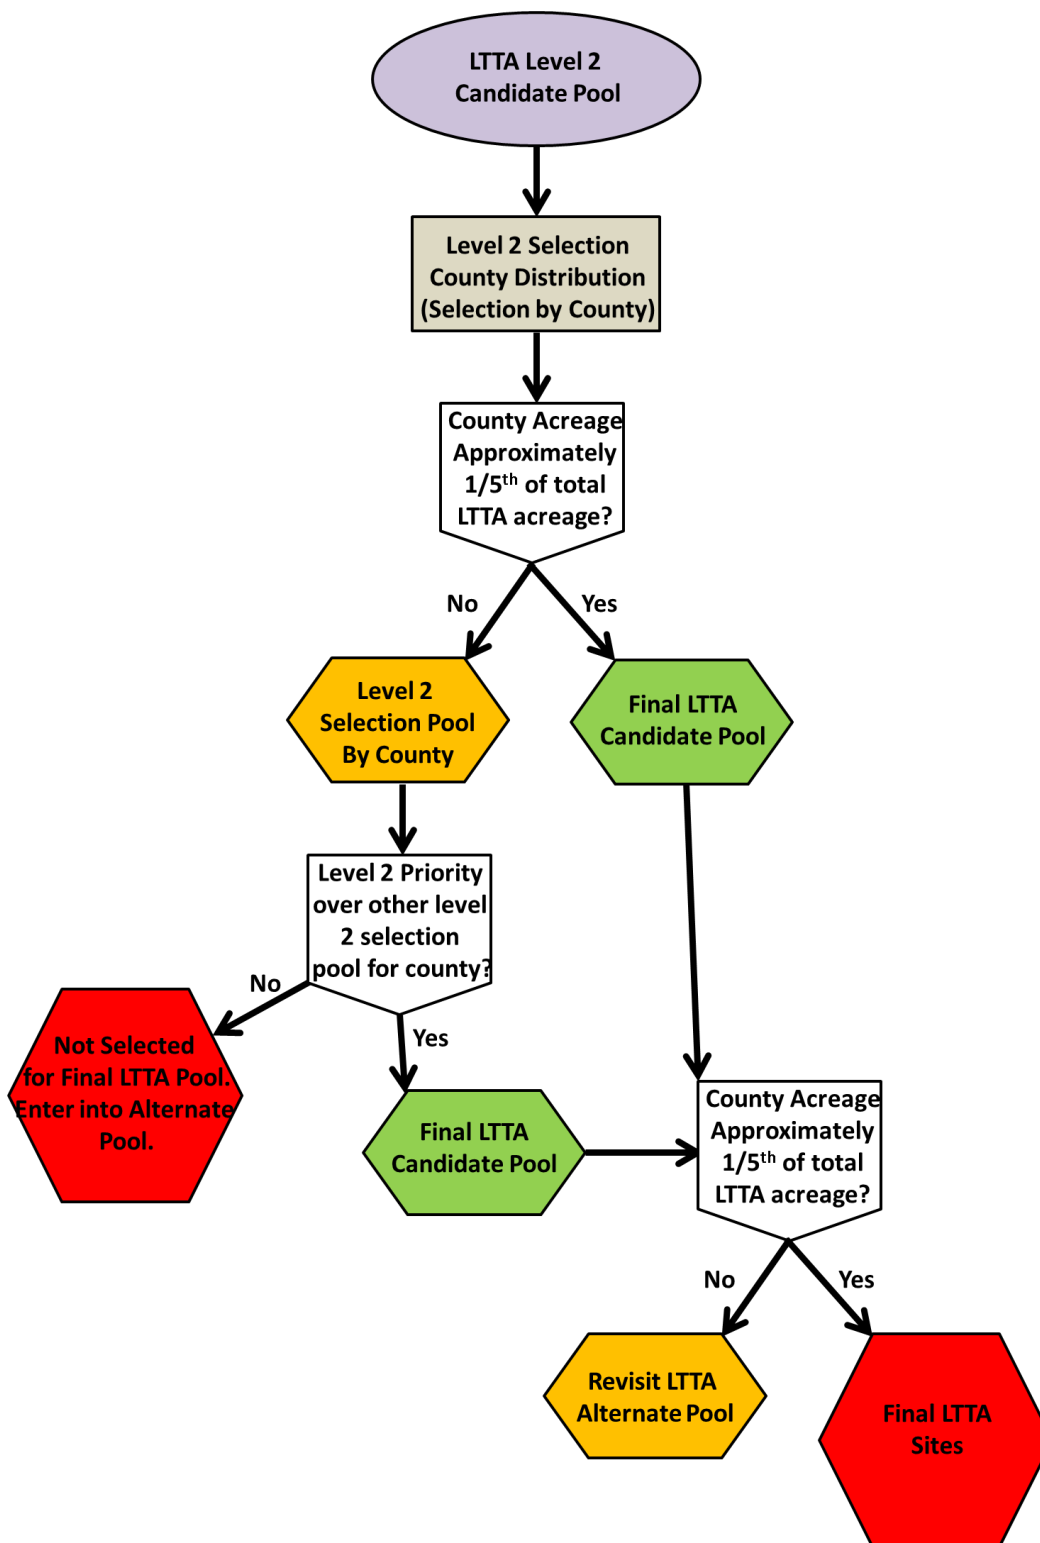 LTTA Level 2
Candidate Pool
Level 2 Selection
County Distribution
(Selection by County)
County Acreage
Approximately
1/5th of total
LTTA acreage?
No
Yes
Level 2
Selection Pool
By County
Final LTTA
Candidate Pool
Level 2 Priority
over other level
2 selection
pool for county?
No
Yes
Not Selected
for Final LTTA Pool.
Enter into Alternate
Pool.
Final LTTA
Candidate Pool
County Acreage
Approximately
1/5th of total
LTTA acreage?
No
Yes
Revisit LTTA
Alternate Pool
Final LTTA
Sites